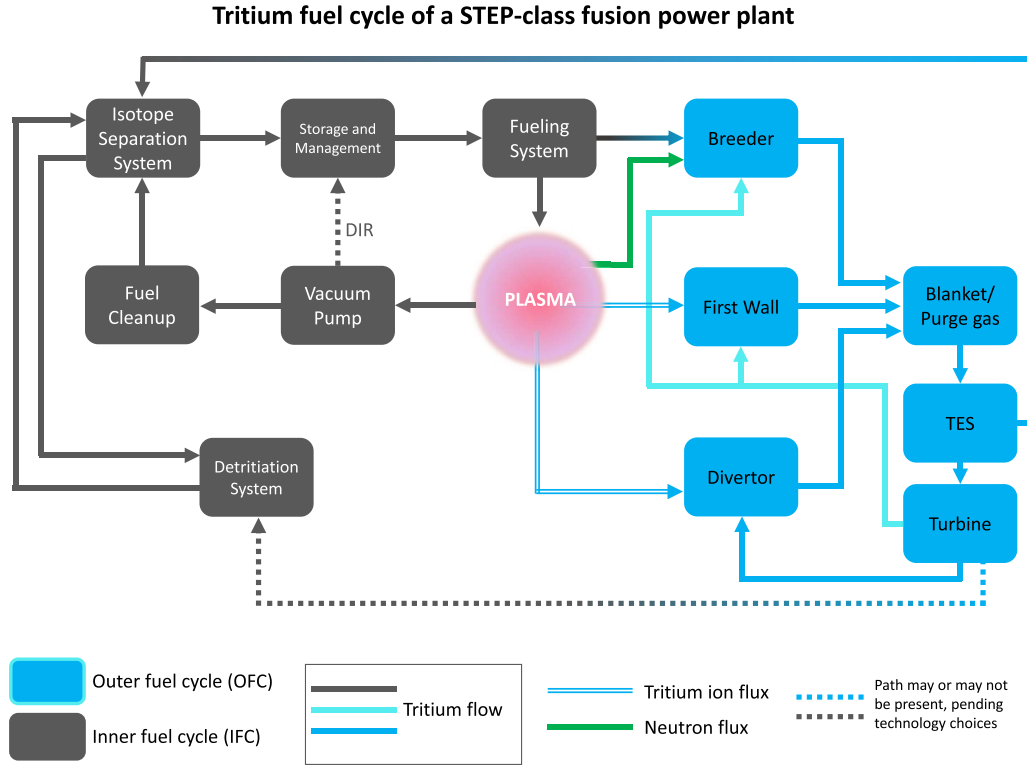 Tritium fuel cycle of a STEP-class fusion power plant
Isotope
Separation
System
Storage and
Management
Fueling
System
Breeder
DIR
Fuel
Cleanup
Vacuum
Pump
PLASMA
First Wall
Blanket/
Purge gas
TES
Detritiation
System
Divertor
Turbine
Outer fuel cycle (OFC)
Inner fuel cycle (IFC)
Tritium flow
Tritium ion flux
Neutron flux
Path may or may not
be present, pending
technology choices